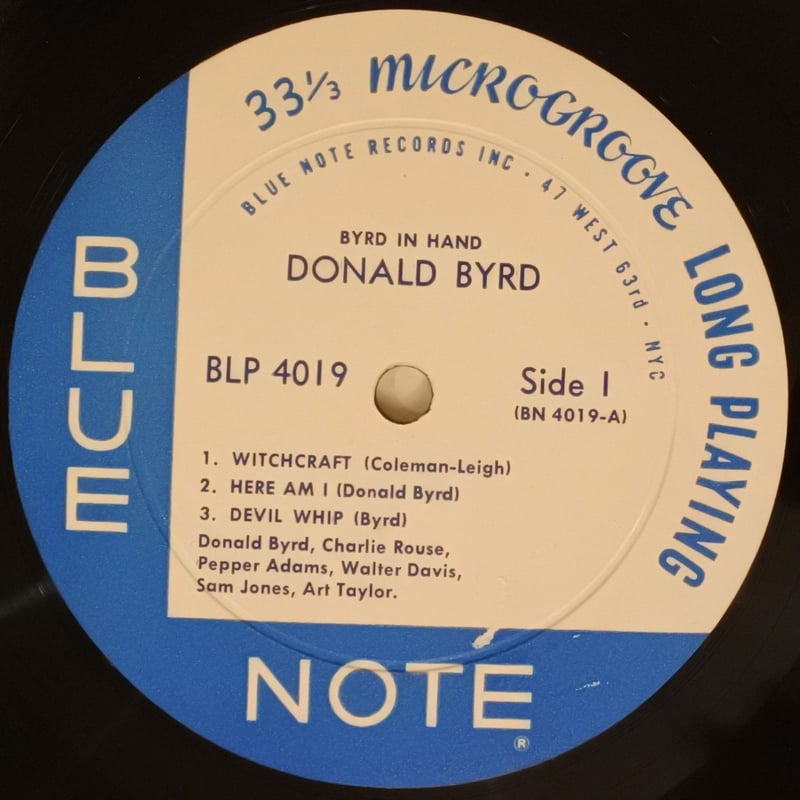 33⅓ MICROGROOVE LONG PLAYING
BLUE NOTE RECORDS INC · 47 WEST 63rd · NYC
BYRD IN HAND
DONALD BYRD
BLP 4019
Side 1
(BN 4019-A)
1. WITCHCRAFT (Coleman-Leigh)
2. HERE AM I (Donald Byrd)
3. DEVIL WHIP (Byrd)
Donald Byrd, Charlie Rouse,
Pepper Adams, Walter Davis,
Sam Jones, Art Taylor.
BLUE
NOTE
®